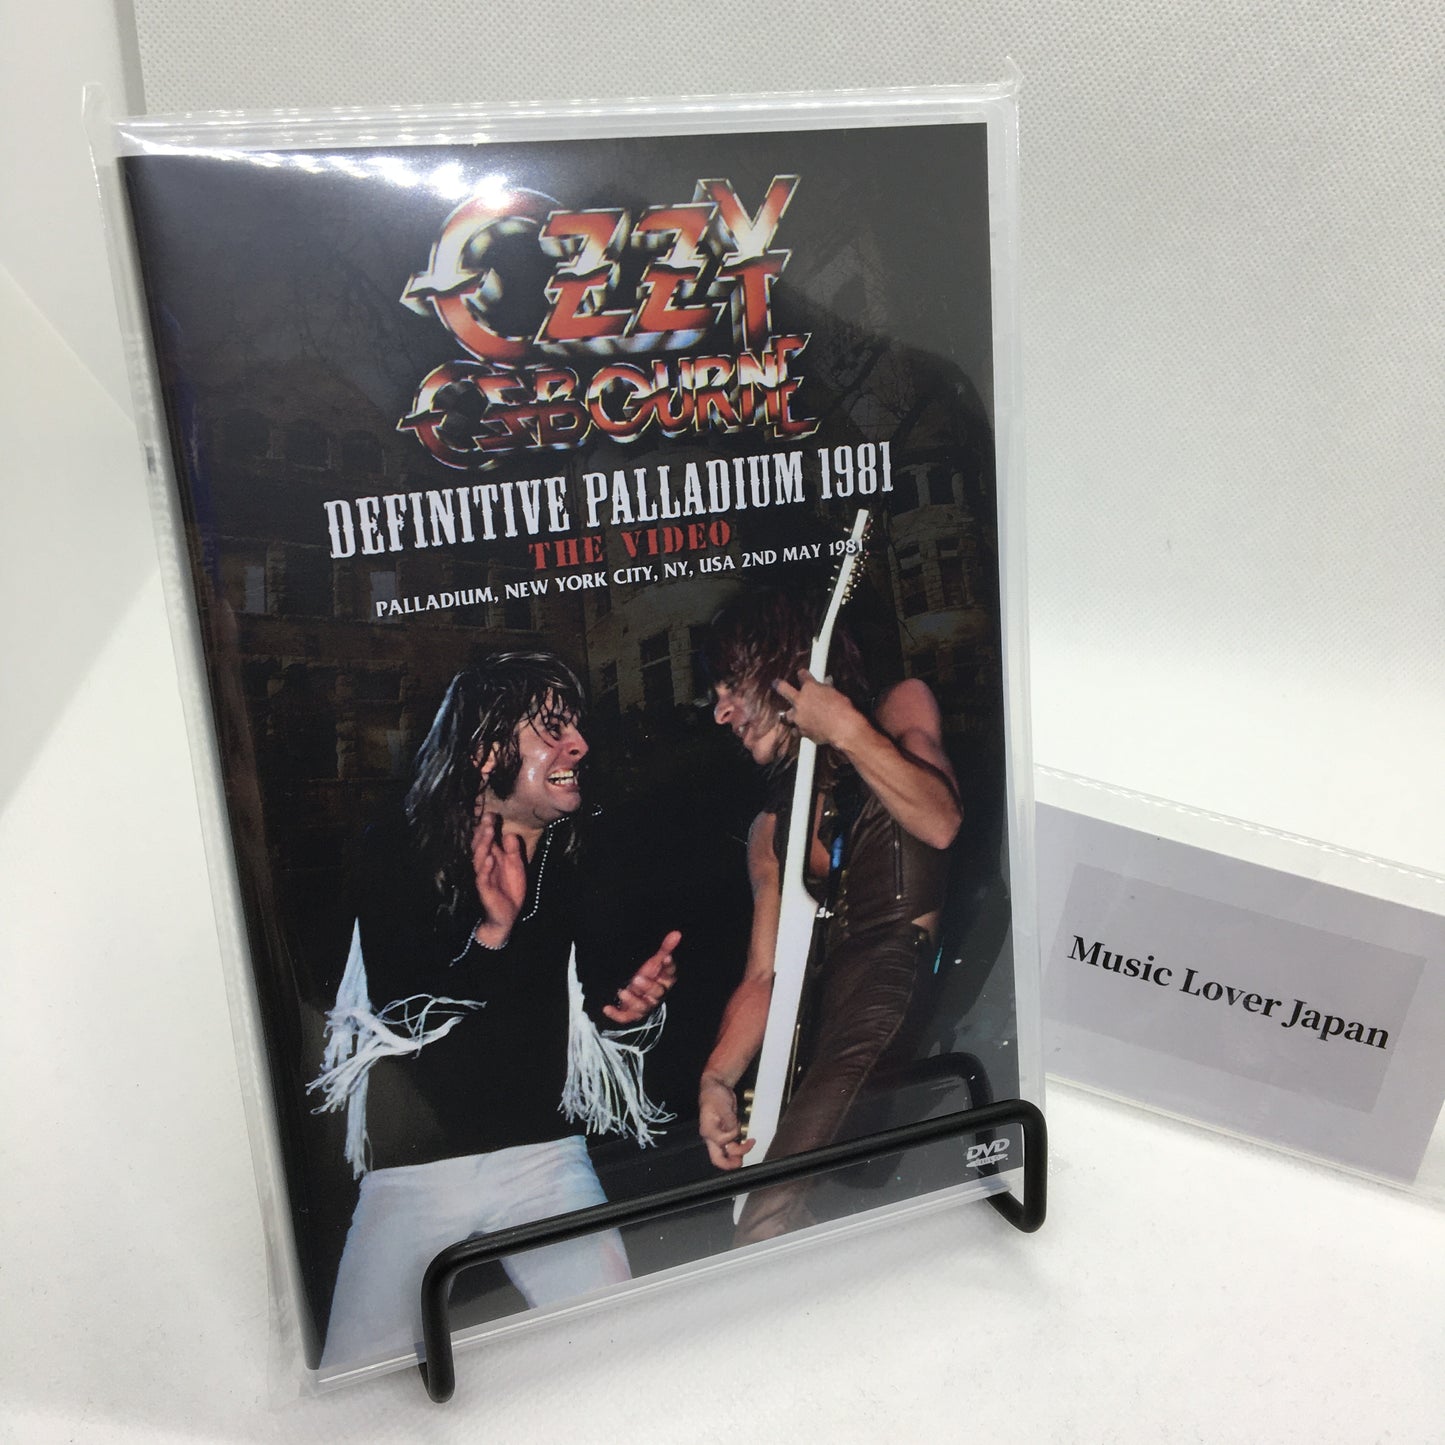 OZZY
OSBOURNE
DEFINITIVE PALLADIUM 1981
THE VIDEO
PALLADIUM, NEW YORK CITY, NY, USA 2ND MAY 1981
DVD
Music Lover Japan